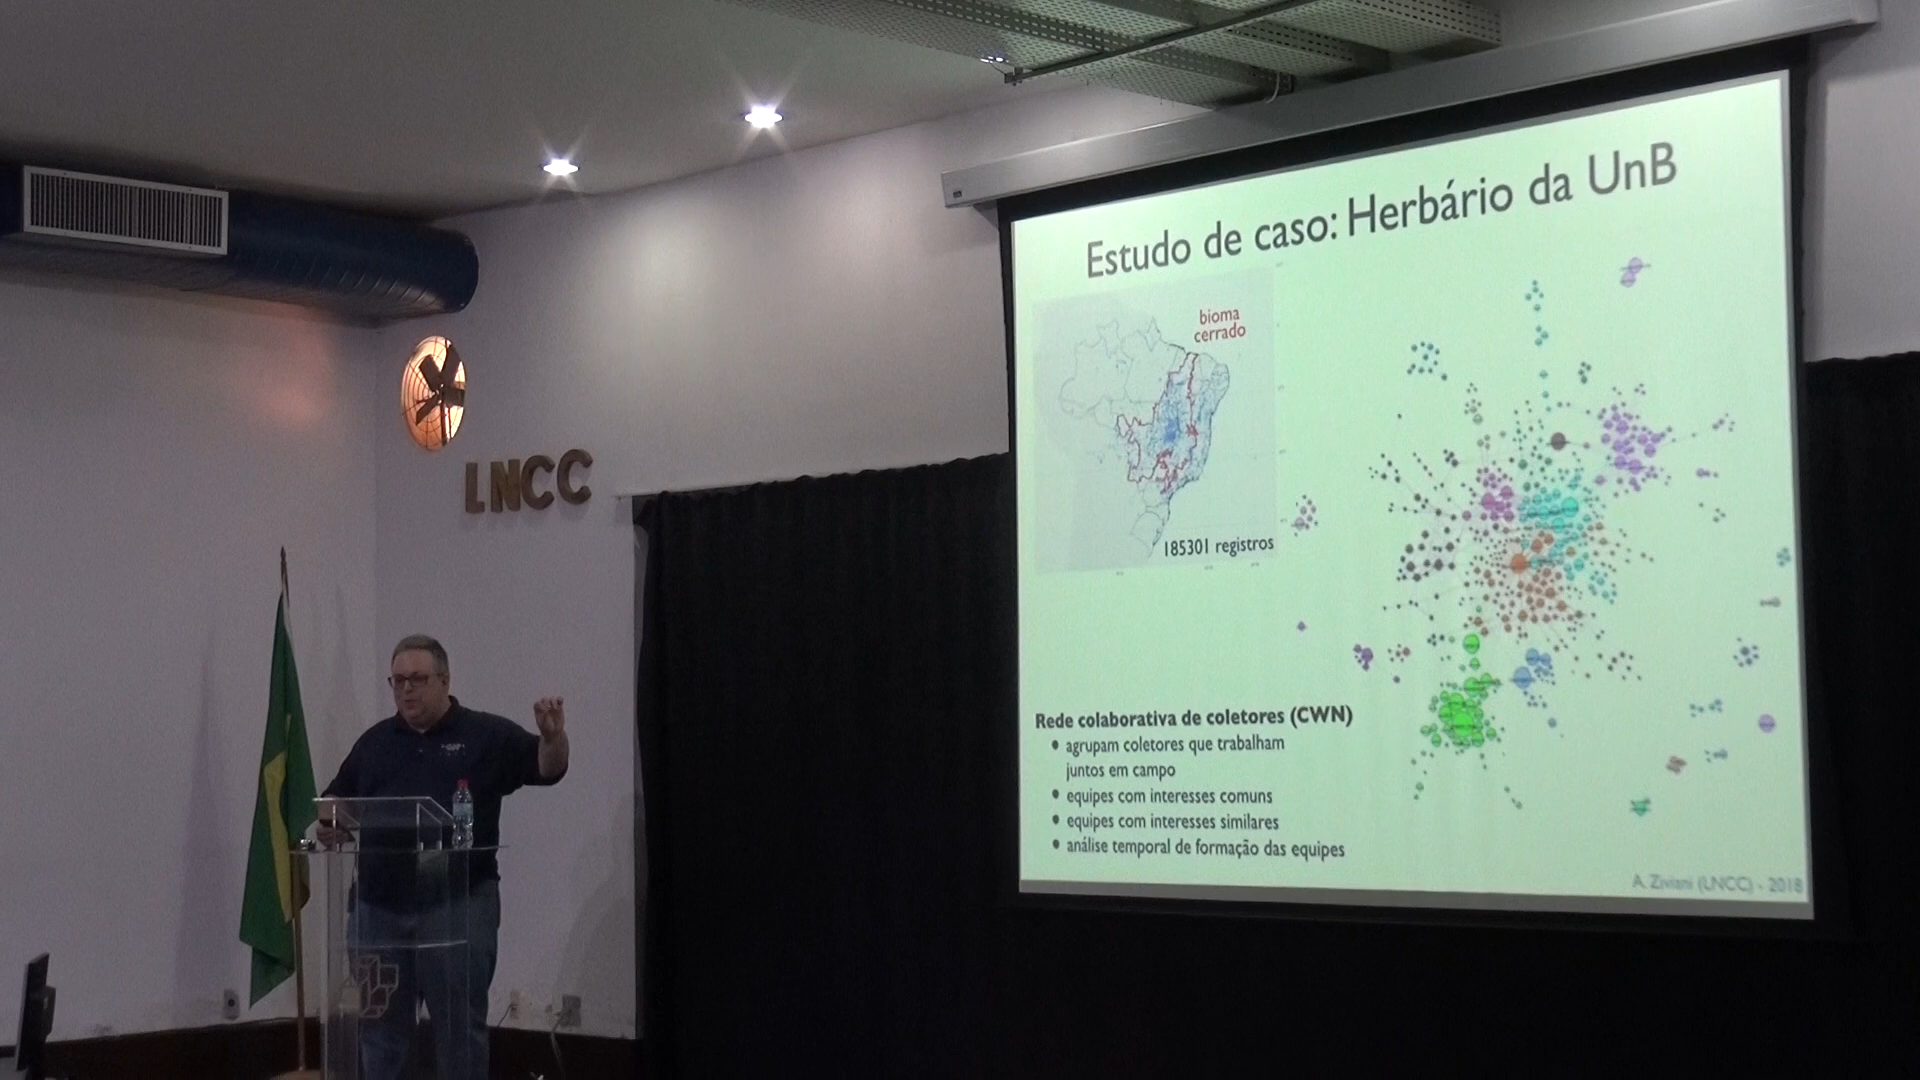 LNCC
Estudo de caso: Herbário da UnB
bioma
cerrado
185301 registros
Rede colaborativa de coletores (CWN)
• agrupam coletores que trabalham
juntos em campo
• equipes com interesses comuns
• equipes com interesses similares
• análise temporal de formação das equipes
A. Ziviani (LNCC) - 2018